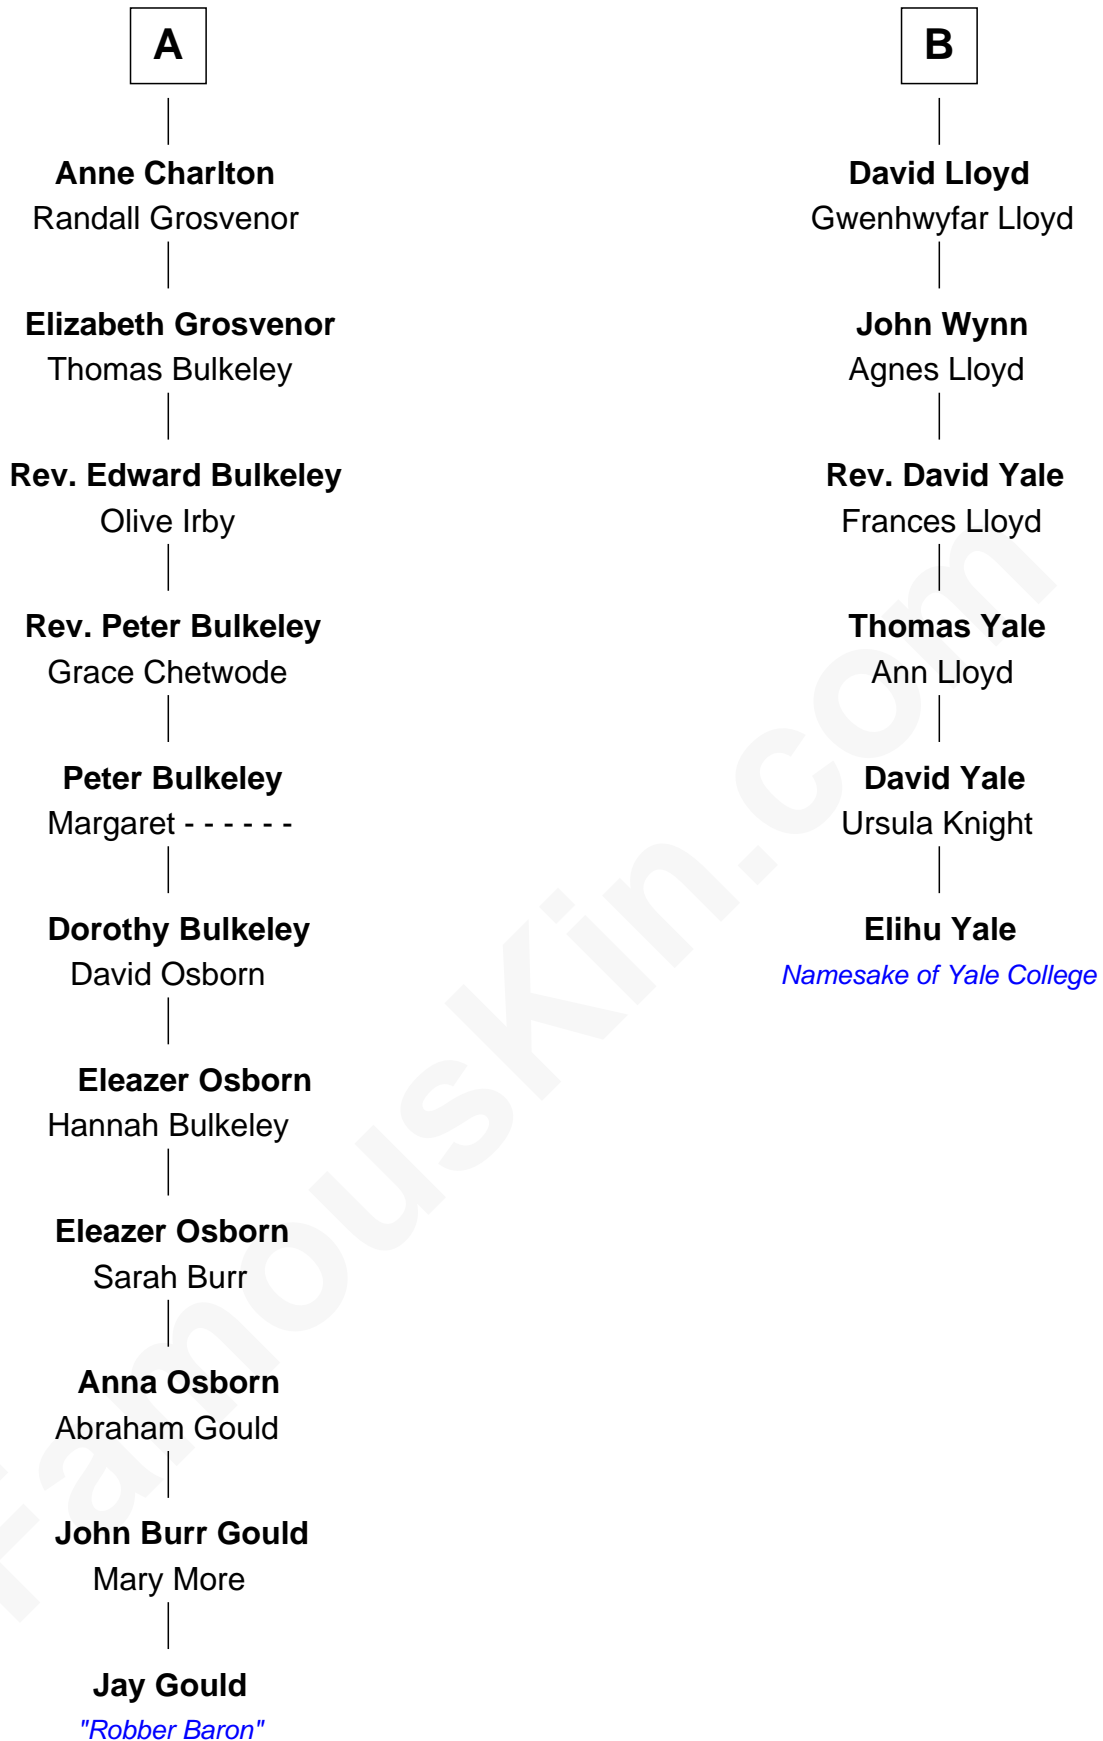 A
Anne Charlton
Randall Grosvenor
Elizabeth Grosvenor
Thomas Bulkeley
Rev. Edward Bulkeley
Olive Irby
Rev. Peter Bulkeley
Grace Chetwode
Peter Bulkeley
Margaret - - - - - -
Dorothy Bulkeley
David Osborn
Eleazer Osborn
Hannah Bulkeley
Eleazer Osborn
Sarah Burr
Anna Osborn
Abraham Gould
John Burr Gould
Mary More
Jay Gould
"Robber Baron"
B
David Lloyd
Gwenhwyfar Lloyd
John Wynn
Agnes Lloyd
Rev. David Yale
Frances Lloyd
Thomas Yale
Ann Lloyd
David Yale
Ursula Knight
Elihu Yale
Namesake of Yale College
FamousKin.com